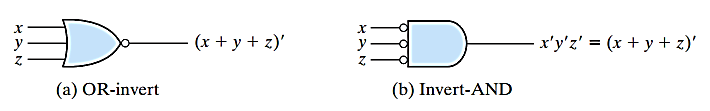 x
y
z
(x + y + z)′
(a) OR-invert
x
y
z
x′y′z′ = (x + y + z)′
(b) Invert-AND